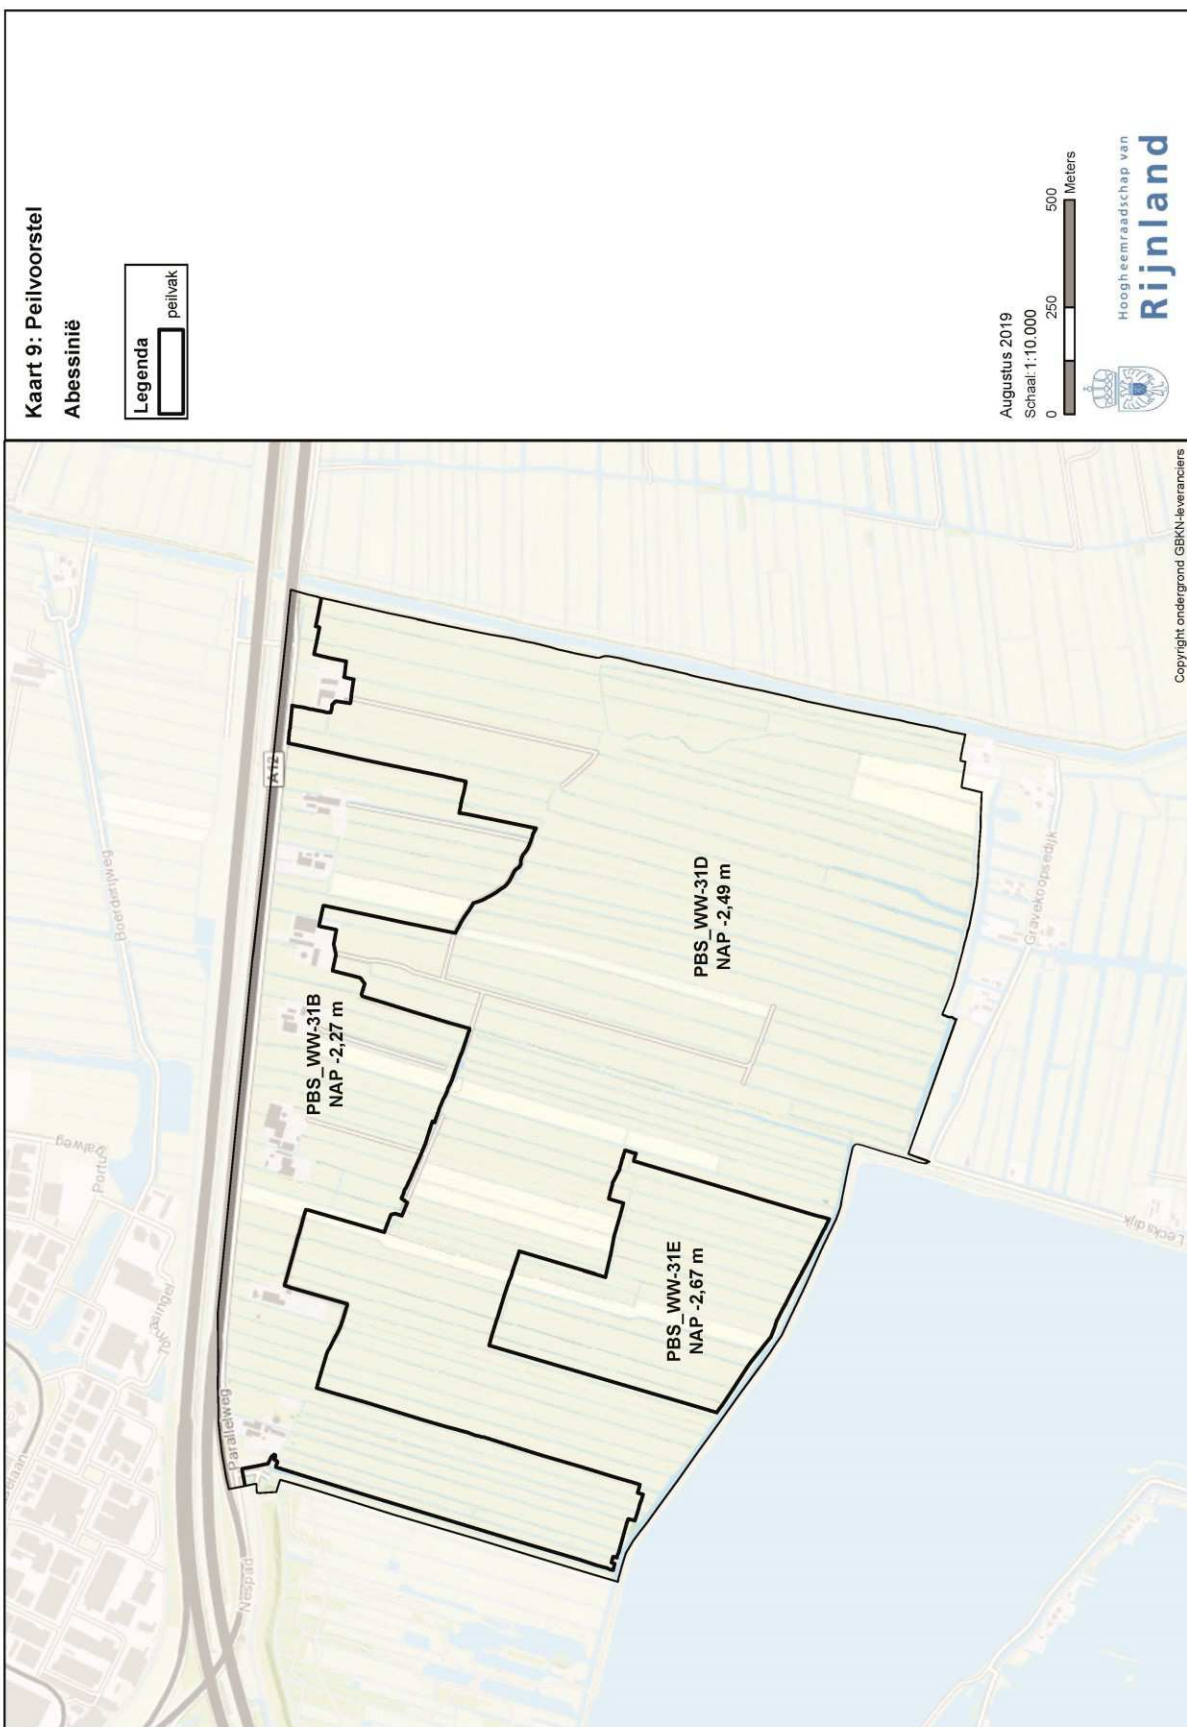 Kaart 9: Peilvoorstel
Abessinië
Legenda
peilvak
Boerderijweg
A12
Parallelweg
Nespad
PBS_WW-31B
NAP -2,27 m
PBS_WW-31D
NAP -2,49 m
PBS_WW-31E
NAP -2,67 m
Gravekoopsedijk
Lecksdijk
Augustus 2019
Schaal:1:10.000
0 250 500
Meters
Hoogheemraadschap van
Rijnland
Copyright ondergrond GBKN-leveranciers